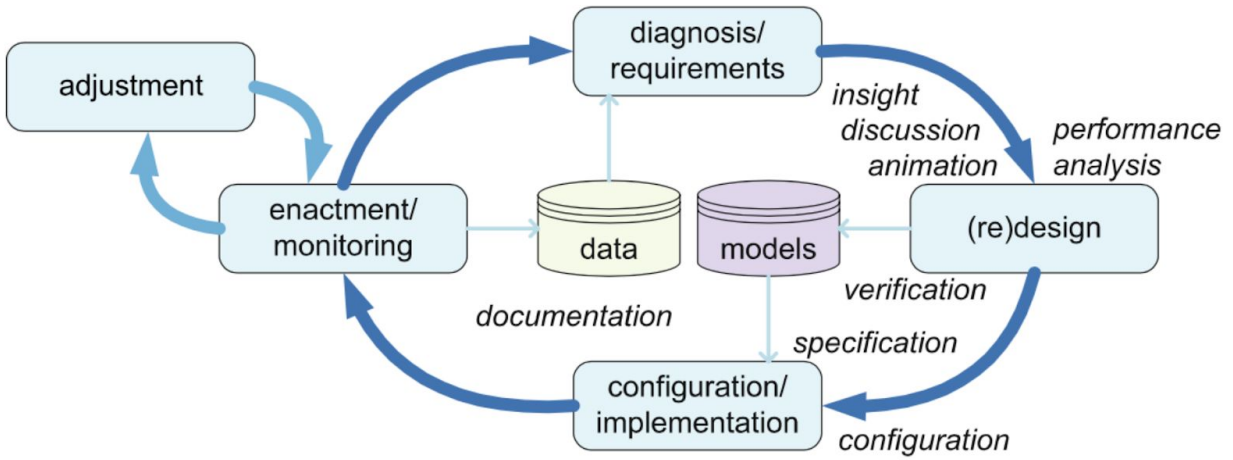 diagnosis/
requirements
adjustment
insight
discussion
animation
performance
analysis
enactment/
monitoring
data
models
(re)design
verification
documentation
specification
configuration/
implementation
configuration